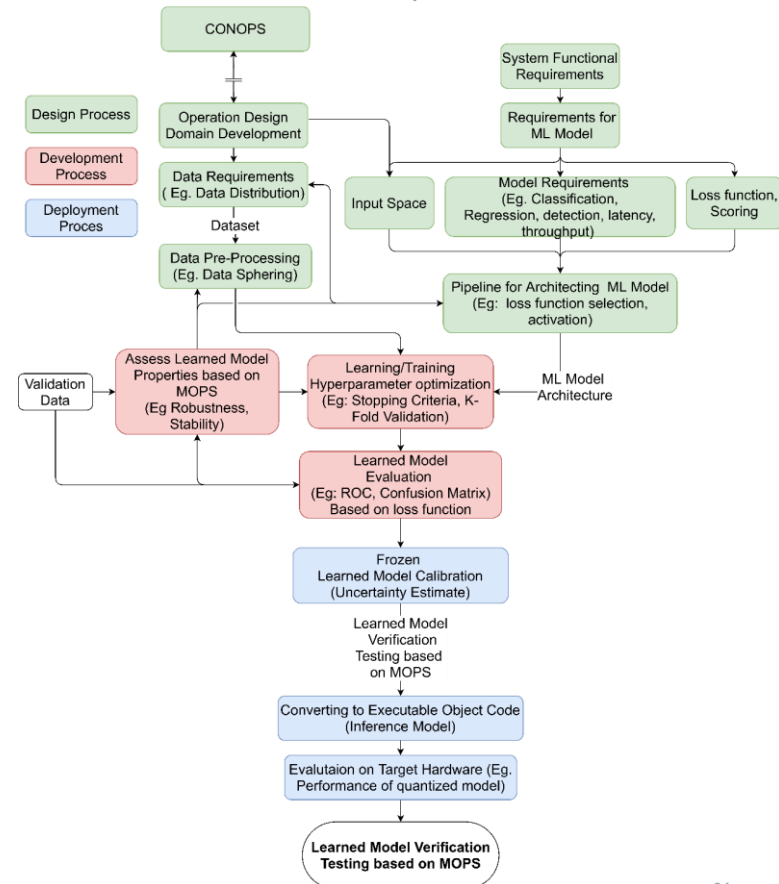 CONOPS
System Functional
Requirements
Design Process
Development
Process
Deployment
Proces
Operation Design
Domain Development
Requirements for
ML Model
Data Requirements
( Eg. Data Distribution)
Input Space
Model Requirements
(Eg. Classification,
Regression, detection, latency,
throughput)
Loss function,
Scoring
Dataset
Data Pre-Processing
(Eg. Data Sphering)
Pipeline for Architecting ML Model
(Eg: loss function selection,
activation)
Validation
Data
Assess Learned Model
Properties based on
MOPS
(Eg Robustness,
Stability)
Learning/Training
Hyperparameter optimization
(Eg: Stopping Criteria, K-
Fold Validation)
ML Model
Architecture
Learned Model
Evaluation
(Eg: ROC, Confusion Matrix)
Based on loss function
Frozen
Learned Model Calibration
(Uncertainty Estimate)
Learned Model
Verification
Testing based
on MOPS
Converting to Executable Object Code
(Inference Model)
Evalutaion on Target Hardware (Eg.
Performance of quantized model)
Learned Model Verification
Testing based on MOPS